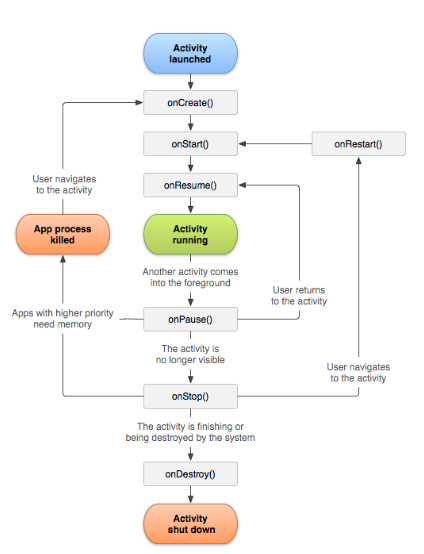 Activity
launched
onCreate()
onStart()
onRestart()
User navigates
to the activity
onResume()
App process
killed
Activity
running
Another activity comes
into the foreground
User returns
to the activity
Apps with higher priority
need memory
onPause()
The activity is
no longer visible
User navigates
to the activity
onStop()
The activity is finishing or
being destroyed by the system
onDestroy()
Activity
shut down